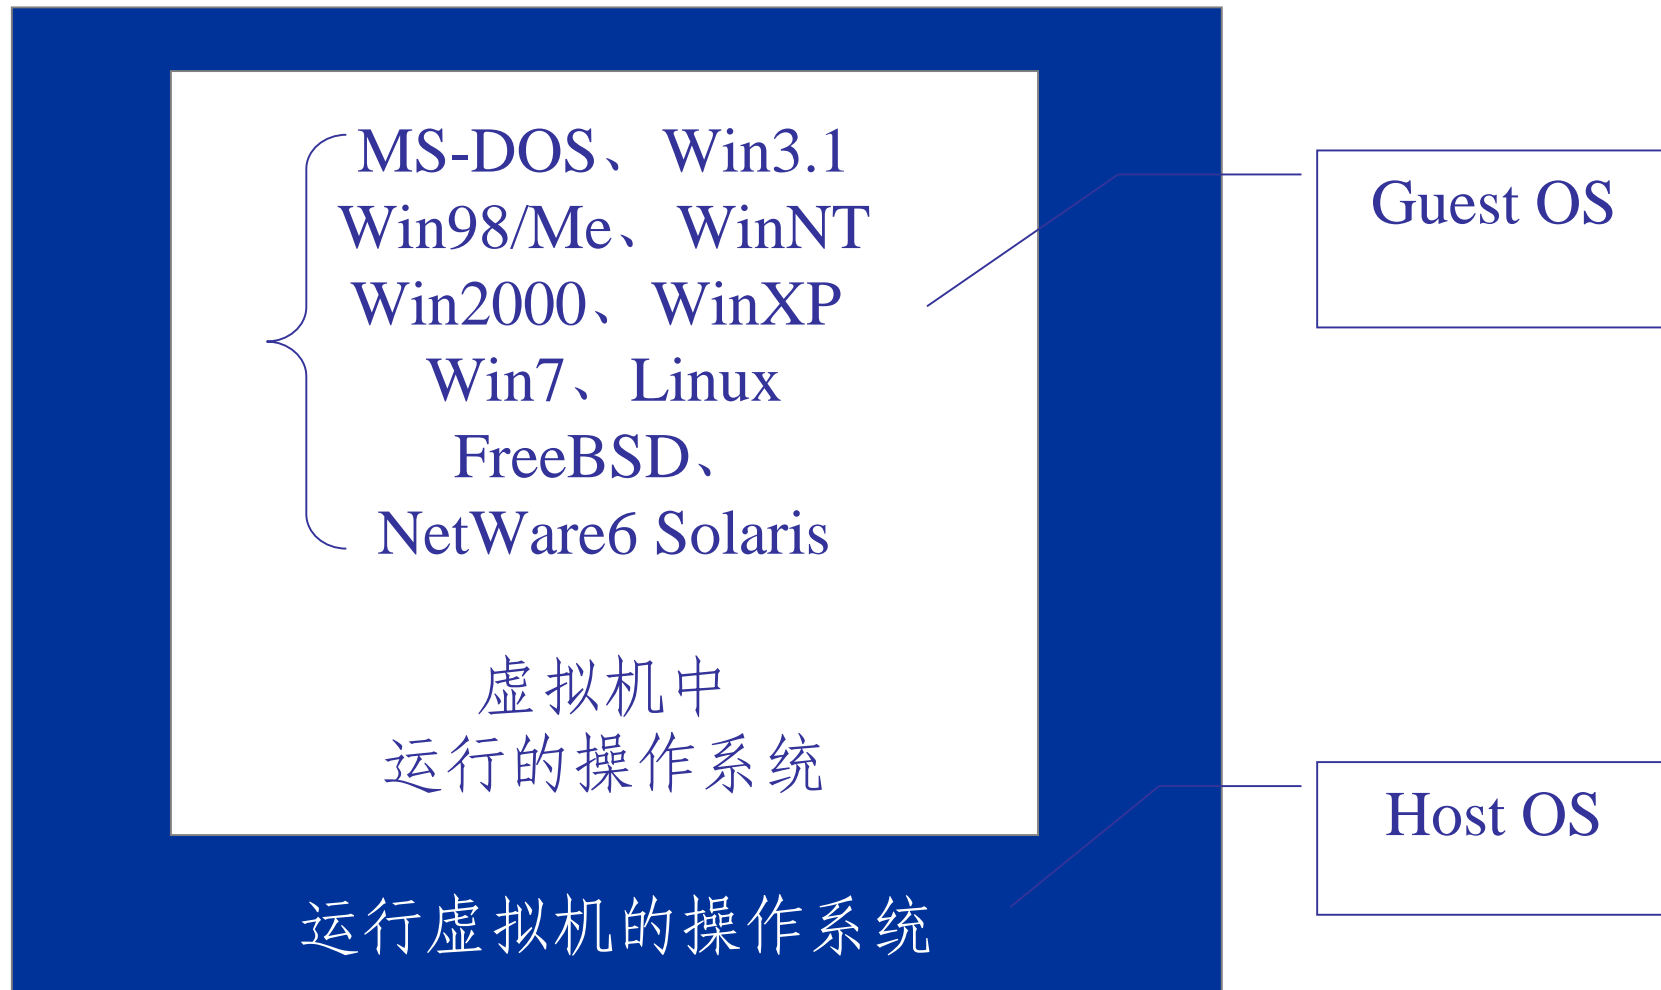 MS-DOS、Win3.1
Win98/Me、WinNT
Win2000、WinXP
Win7、Linux
FreeBSD、
NetWare6 Solaris
虚拟机中
运行的操作系统
运行虚拟机的操作系统
Guest OS
Host OS